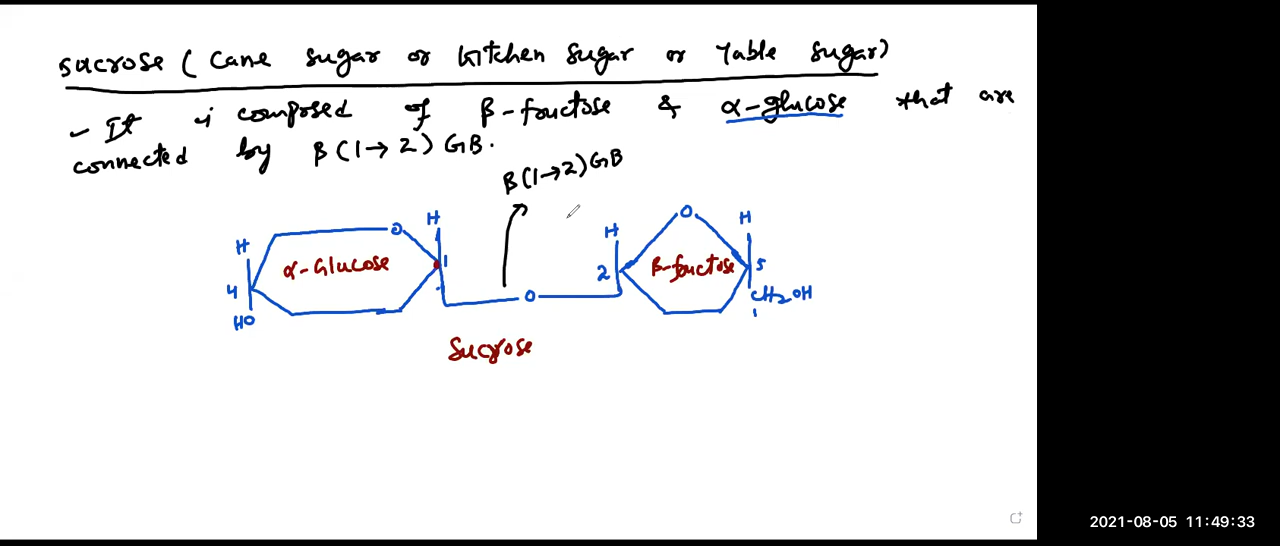 sucrose ( Cane sugar or kitchen sugar or Table sugar)
- It is composed of β-fructose & α-glucose that are
connected by β(1→2) GB.
β(1→2) GB
H H O H
O H
α-Glucose 1 2 β-fructose 5
4
HO O CH2OH
Sucrose
2021-08-05 11:49:33